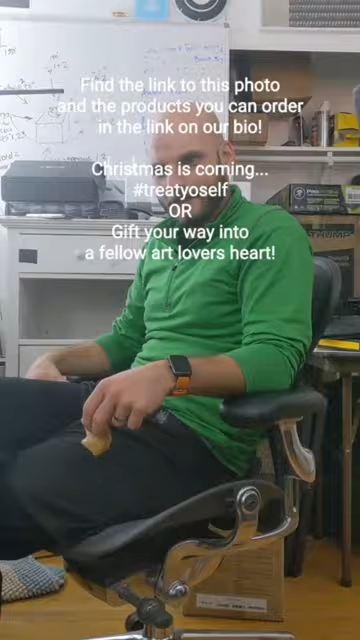 Find the link to this photo
and the products you can order
in the link on our bio!
Christmas is coming...
#treatyoself
OR
Gift your way into
a fellow art lovers heart!
THUMP